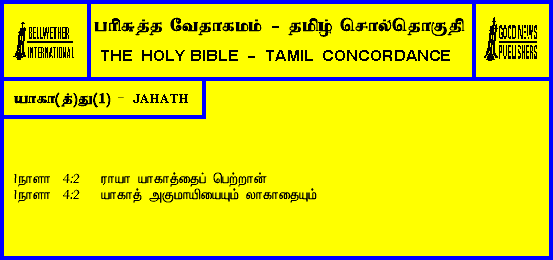 BELLWETHER
INTERNATIONAL
பரிசுத்த வேதாகமம் - தமிழ் சொல்தொகுதி
THE HOLY BIBLE - TAMIL CONCORDANCE
GOOD NEWS
PUBLISHERS
யாகா(த்)து(1) - JAHATH
1நாளா 4:2 ராயா யாகாத்தைப் பெற்றான்
1நாளா 4:2 யாகாத் அகுமாயியையும் லாகாதையும்